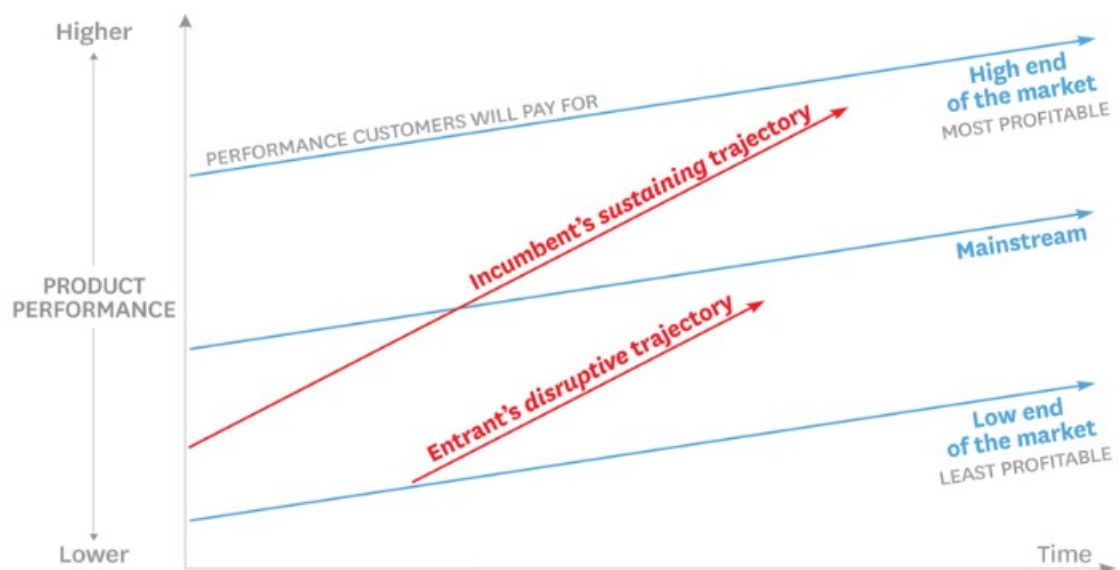 Higher
PERFORMANCE CUSTOMERS WILL PAY FOR
High end
of the market
MOST PROFITABLE
Incumbent's sustaining trajectory
PRODUCT
PERFORMANCE
Mainstream
Entrant's disruptive trajectory
Low end
of the market
LEAST PROFITABLE
Lower
Time